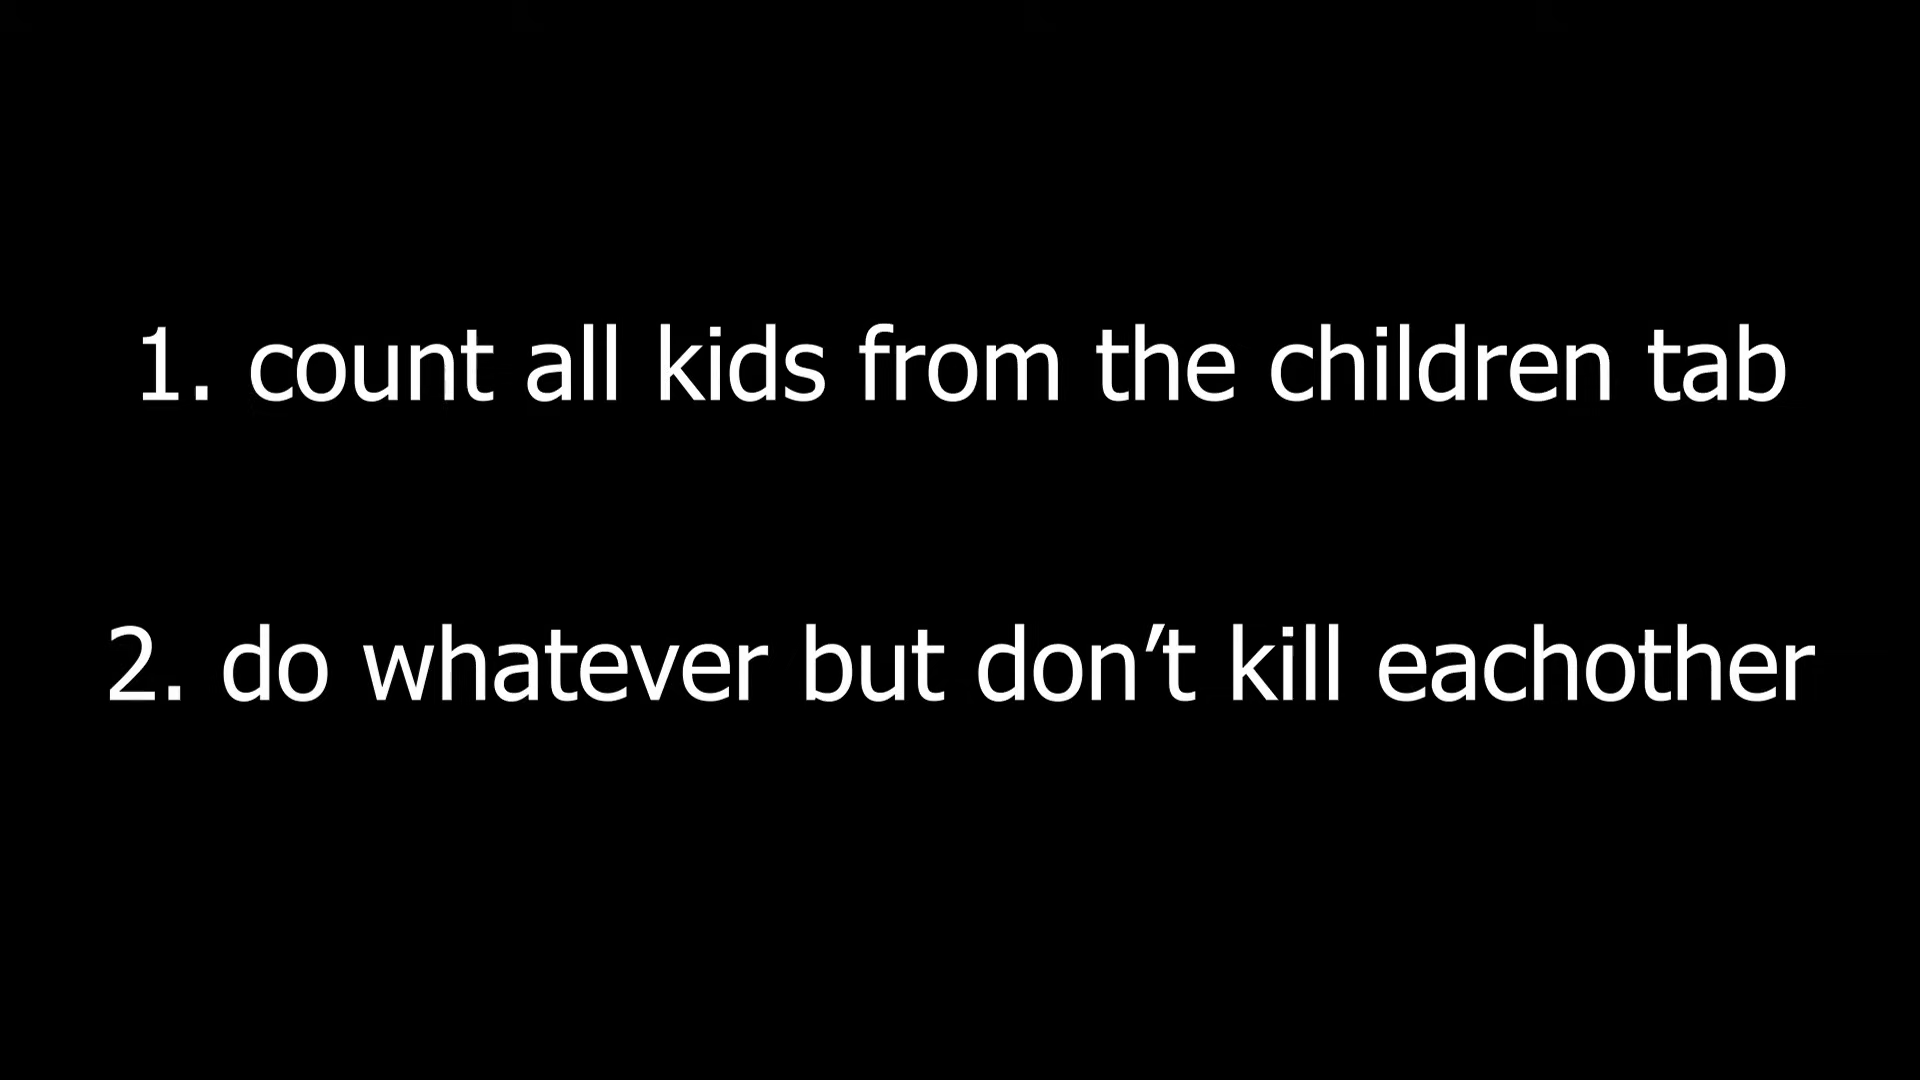 1. count all kids from the children tab
2. do whatever but don’t kill eachother